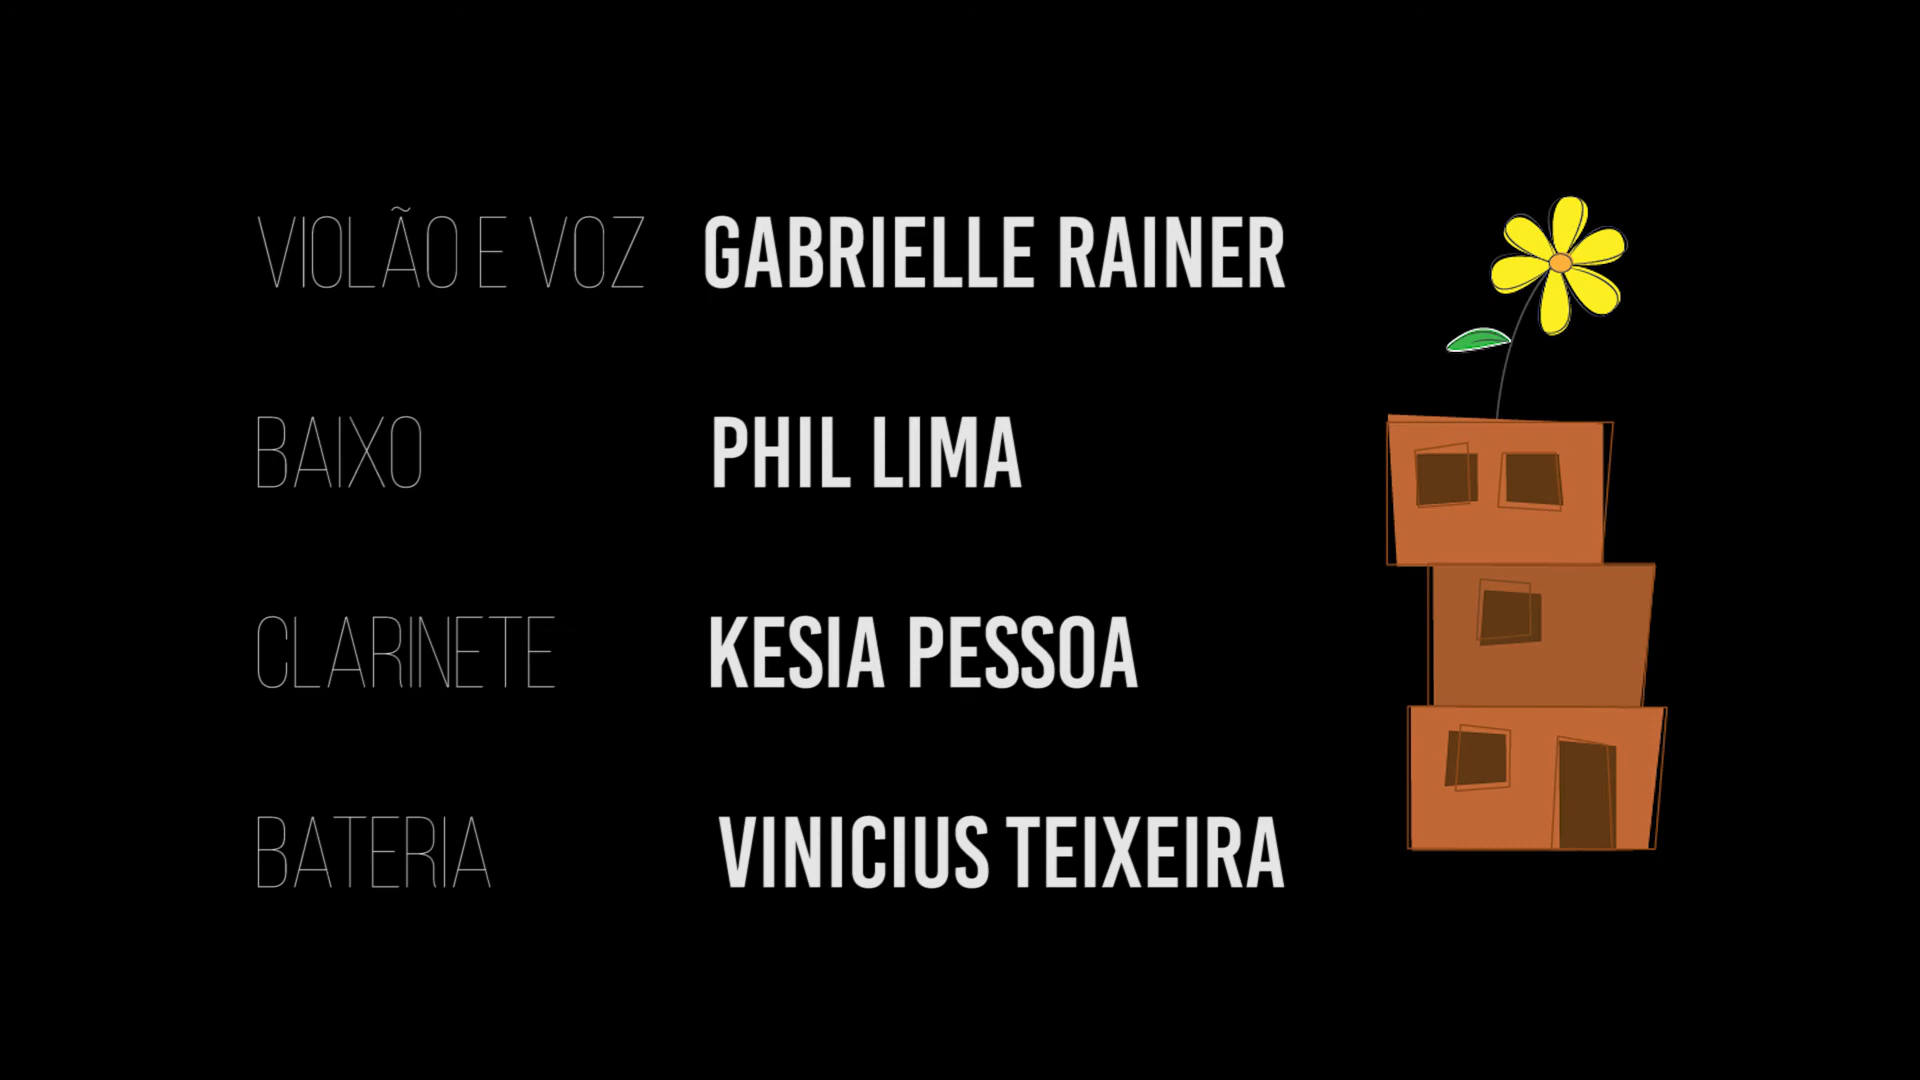 VIOLÃO E VOZ GABRIELLE RAINER
BAIXO PHIL LIMA
CLARINETE KESIA PESSOA
BATERIA VINICIUS TEIXEIRA